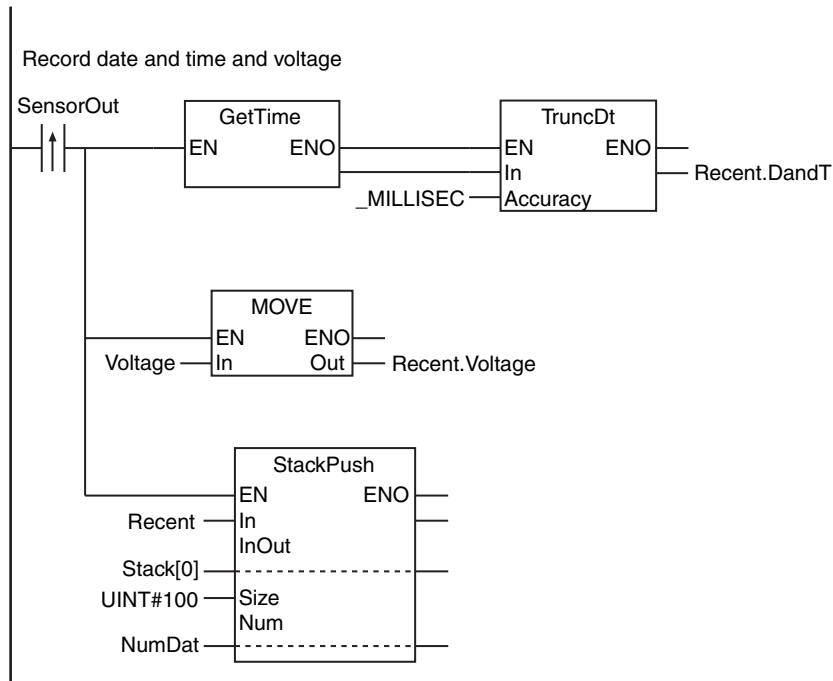 Record date and time and voltage
SensorOut
GetTime
EN ENO
TruncDt
EN ENO
In
Recent.DandT
_MILLISEC Accuracy
MOVE
EN ENO
Voltage In Out Recent.Voltage
StackPush
EN ENO
Recent In
InOut
Stack[0]
UINT#100 Size
Num
NumDat